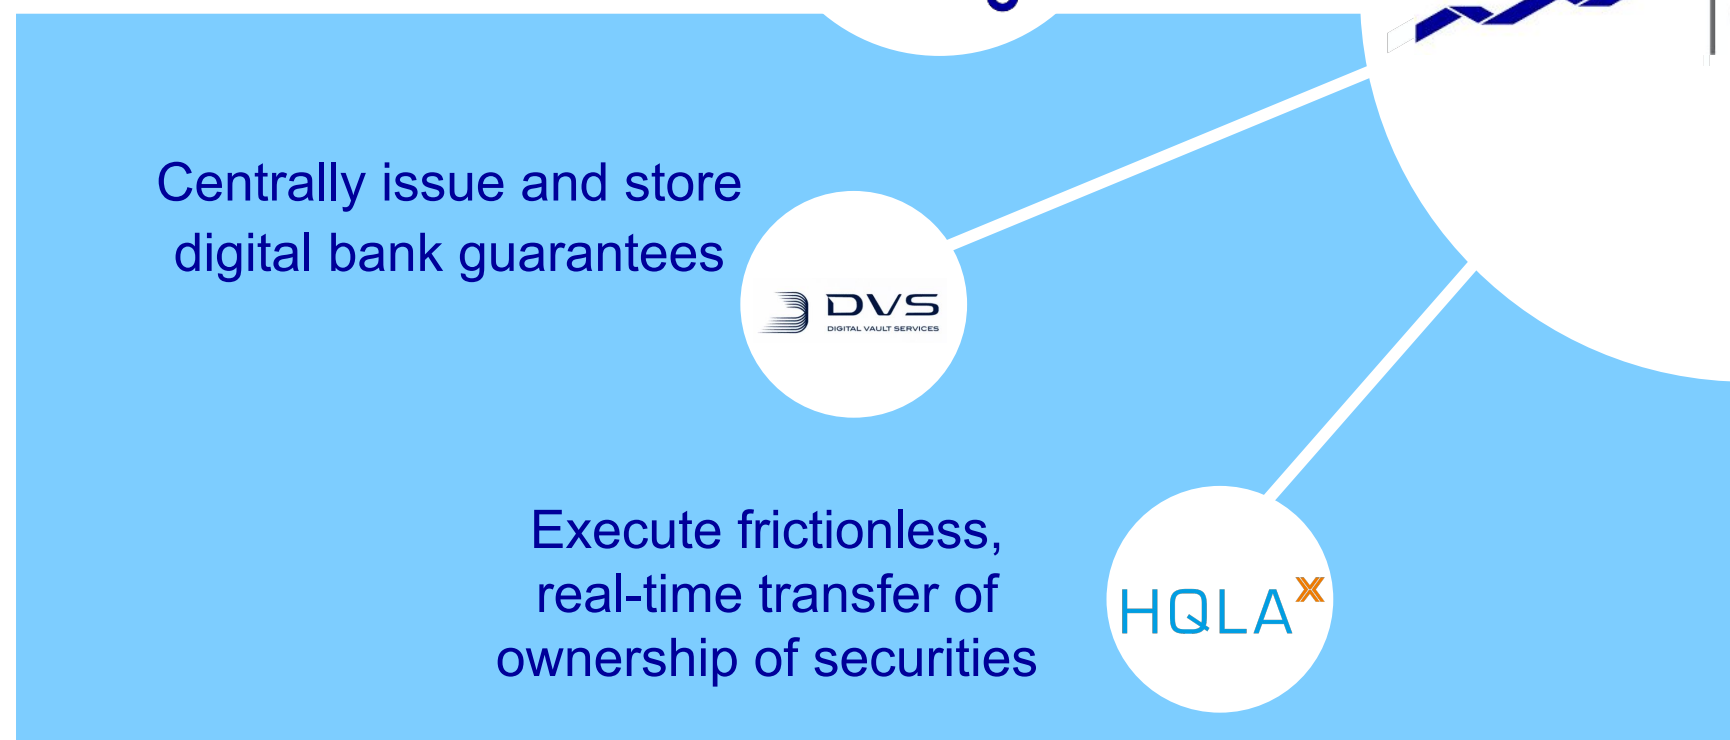 Centrally issue and store
digital bank guarantees
DVS
DIGITAL VAULT SERVICES
Execute frictionless,
real-time transfer of
ownership of securities
HQLAX